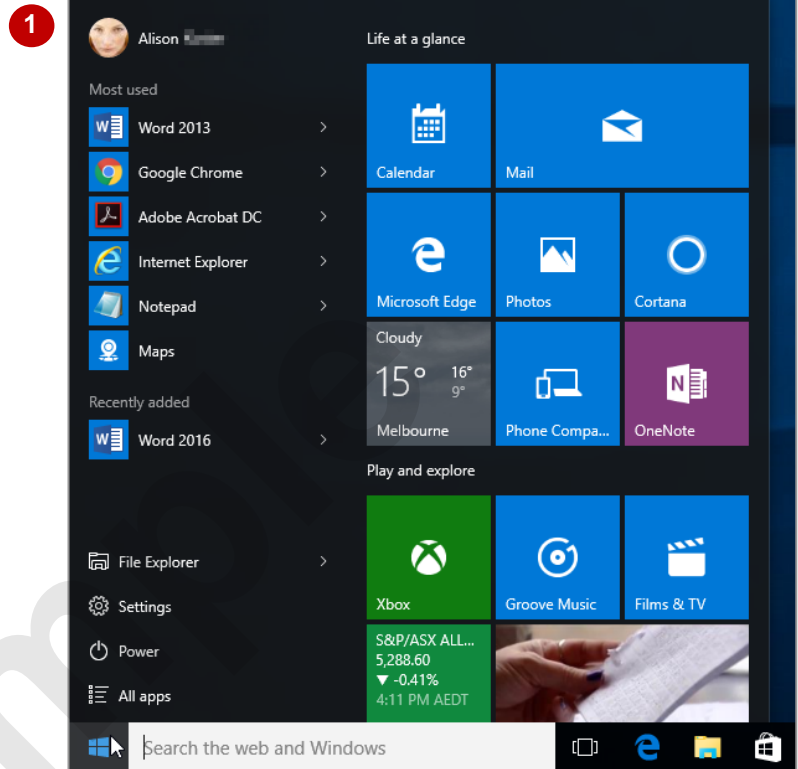 1
Alison
Life at a glance
Most used
Word 2013
Google Chrome
Adobe Acrobat DC
Internet Explorer
Notepad
Maps
Recently added
Word 2016
File Explorer
Settings
Power
All apps
Calendar
Mail
Microsoft Edge
Photos
Cortana
Cloudy
15° 16°
9°
Melbourne
Phone Compa...
OneNote
Play and explore
Xbox
Groove Music
Films & TV
S&P/ASX ALL...
5,288.60
▼ -0.41%
4:11 PM AEDT
Search the web and Windows